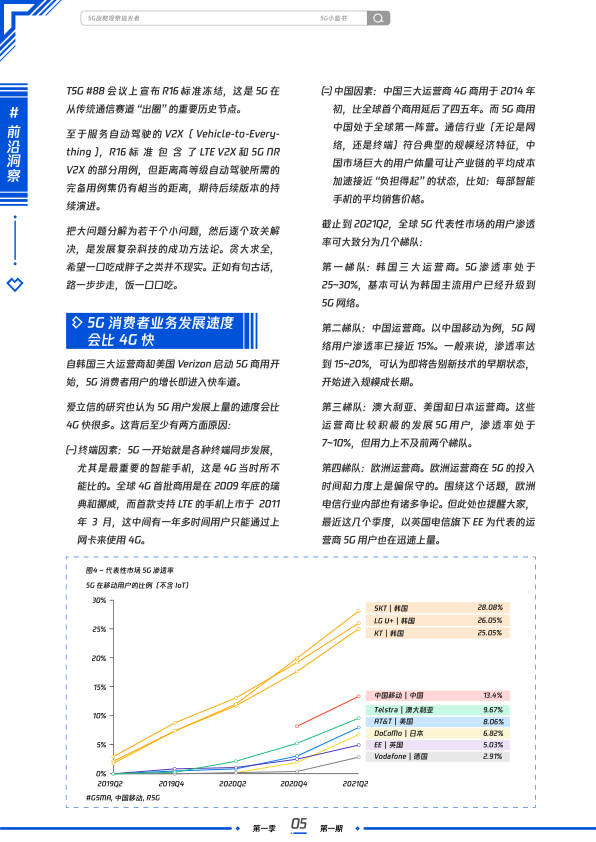 5G战略观察追光者
5G小蓝书
#前沿洞察
TSG #88 会议上宣布 R16 标准冻结，这是 5G 在
从传统通信赛道“出圈”的重要历史节点。
至于服务自动驾驶的 V2X（Vehicle-to-Every-
thing），R16 标准包含了 LTE V2X 和 5G NR
V2X 的部分用例，但距离高等级自动驾驶所需的
完备用例集仍有相当的距离，期待后续版本的持
续演进。
把大问题分解为若干个小问题，然后逐个攻关解
决，是发展复杂科技的成功方法论。贪大求全，
希望一口吃成胖子之类并不现实。正如有句古话，
路一步步走，饭一口口吃。
5G 消费者业务发展速度
会比 4G 快
自韩国三大运营商和美国 Verizon 启动 5G 商用开
始，5G 消费者用户的增长即进入快车道。
爱立信的研究也认为 5G 用户发展上量的速度会比
4G 快很多。这背后至少有两方面原因：
(一) 终端因素：5G 一开始就是各种终端同步发展，
尤其是最重要的智能手机，这是 4G 当时所不
能比的。全球 4G 首批商用是在 2009 年底的瑞
典和挪威，而首款支持 LTE 的手机上市于 2011
年 3 月，这中间有一年多时间用户只能通过上
网卡来使用 4G。
(二) 中国因素：中国三大运营商 4G 商用于 2014 年
初，比全球首个商用延后了四五年。而 5G 商用
中国处于全球第一阵营。通信行业（无论是网
络，还是终端）符合典型的规模经济特征，中
国市场巨大的用户体量可让产业链的平均成本
加速接近“负担得起”的状态，比如：每部智能
手机的平均销售价格。
截止到 2021Q2，全球 5G 代表性市场的用户渗透
率可大致分为几个梯队：
第一梯队：韩国三大运营商。5G 渗透率处于
25~30%，基本可认为韩国主流用户已经升级到
5G 网络。
第二梯队：中国运营商。以中国移动为例，5G 网
络用户渗透率已接近 15%。一般来说，渗透率达
到 15~20%，可认为即将告别新技术的早期状态，
开始进入规模成长期。
第三梯队：澳大利亚、美国和日本运营商。这些
运营商比较积极的发展 5G 用户，渗透率处于
7~10%，但用力上不及前两个梯队。
第四梯队：欧洲运营商。欧洲运营商在 5G 的投入
时间和力度上是偏保守的。围绕这个话题，欧洲
电信行业内部也有诸多争论。但此处也提醒大家，
最近这几个季度，以英国电信旗下 EE 为代表的运
营商 5G 用户也在迅速上量。
图4 – 代表性市场 5G 渗透率
5G 在移动用户的比例（不含 IoT）
30%
25%
20%
15%
10%
5%
0%
2019Q2 2019Q4 2020Q2 2020Q4 2021Q2
SKT | 韩国 28.08%
LG U+ | 韩国 26.05%
KT | 韩国 25.05%
中国移动 | 中国 13.4%
Telstra | 澳大利亚 9.67%
AT&T | 美国 8.06%
DoCoMo | 日本 6.82%
EE | 英国 5.03%
Vodafone | 德国 2.91%
#GSMA, 中国移动, R5G
第一季 05 第一期